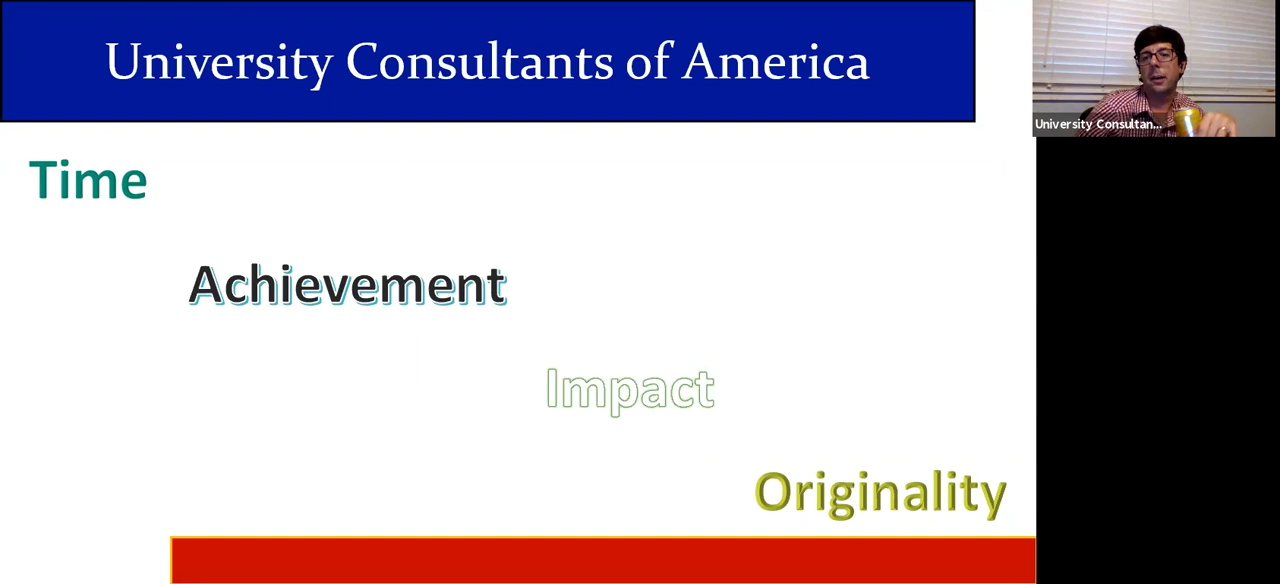 University Consultants of America
University Consultan...
Time
Achievement
Impact
Originality